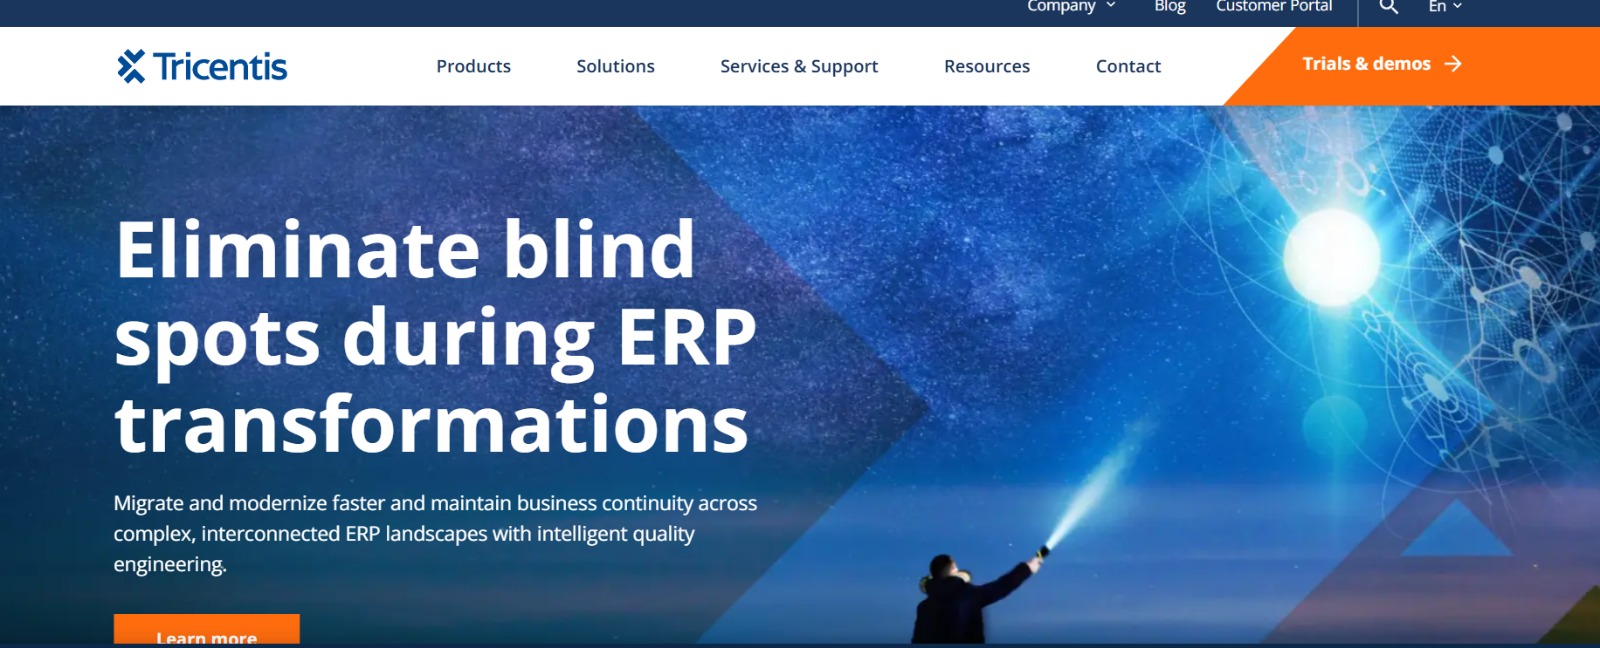 Company Blog Customer Portal En
Tricentis Products Solutions Services & Support Resources Contact Trials & demos
Eliminate blind
spots during ERP
transformations
Migrate and modernize faster and maintain business continuity across
complex, interconnected ERP landscapes with intelligent quality
engineering.
Learn more